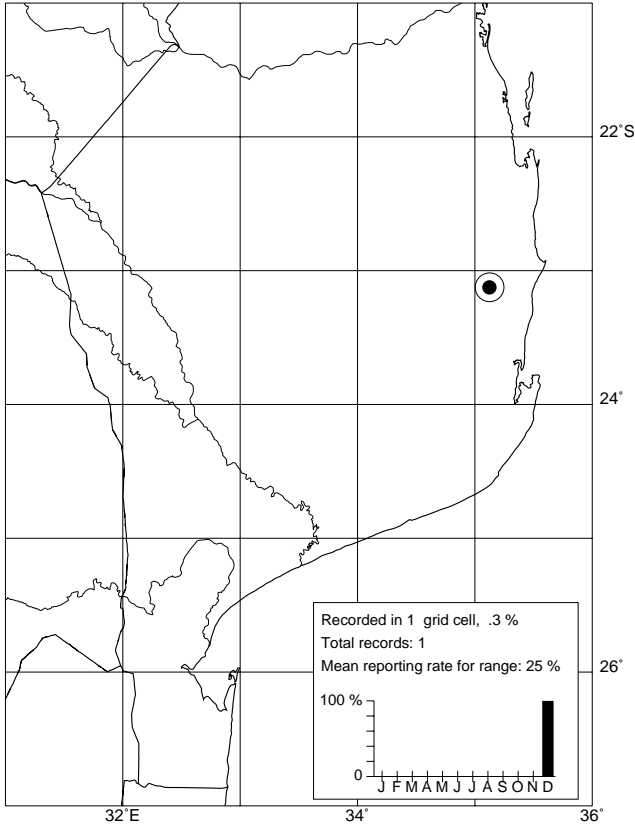 22˚S
24˚
Recorded in 1 grid cell, .3 %
Total records: 1
Mean reporting rate for range: 25 %
26˚
100 %
0
J F M A M J J A S O N D
32˚E 34˚ 36˚